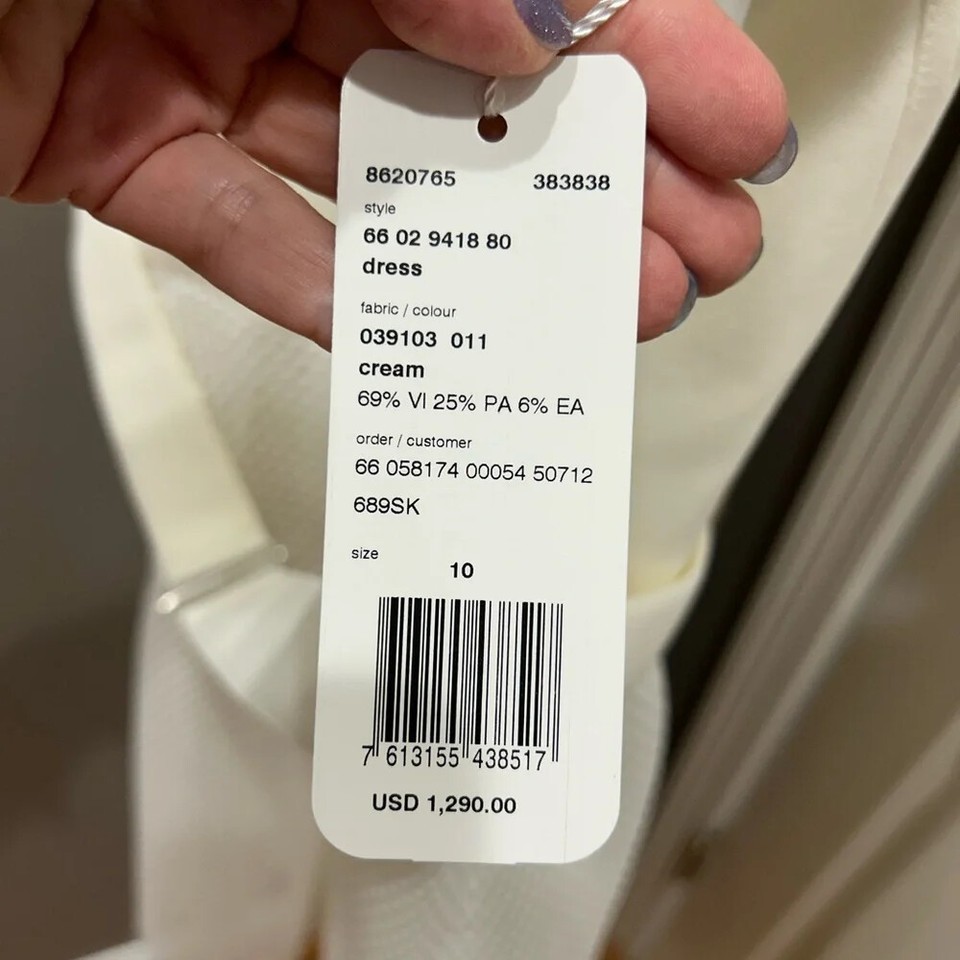 8620765 383838
style
66 02 9418 80
dress
fabric / colour
039103 011
cream
69% VI 25% PA 6% EA
order / customer
66 058174 00054 50712
689SK
size
10
7 613155 438517
USD 1,290.00